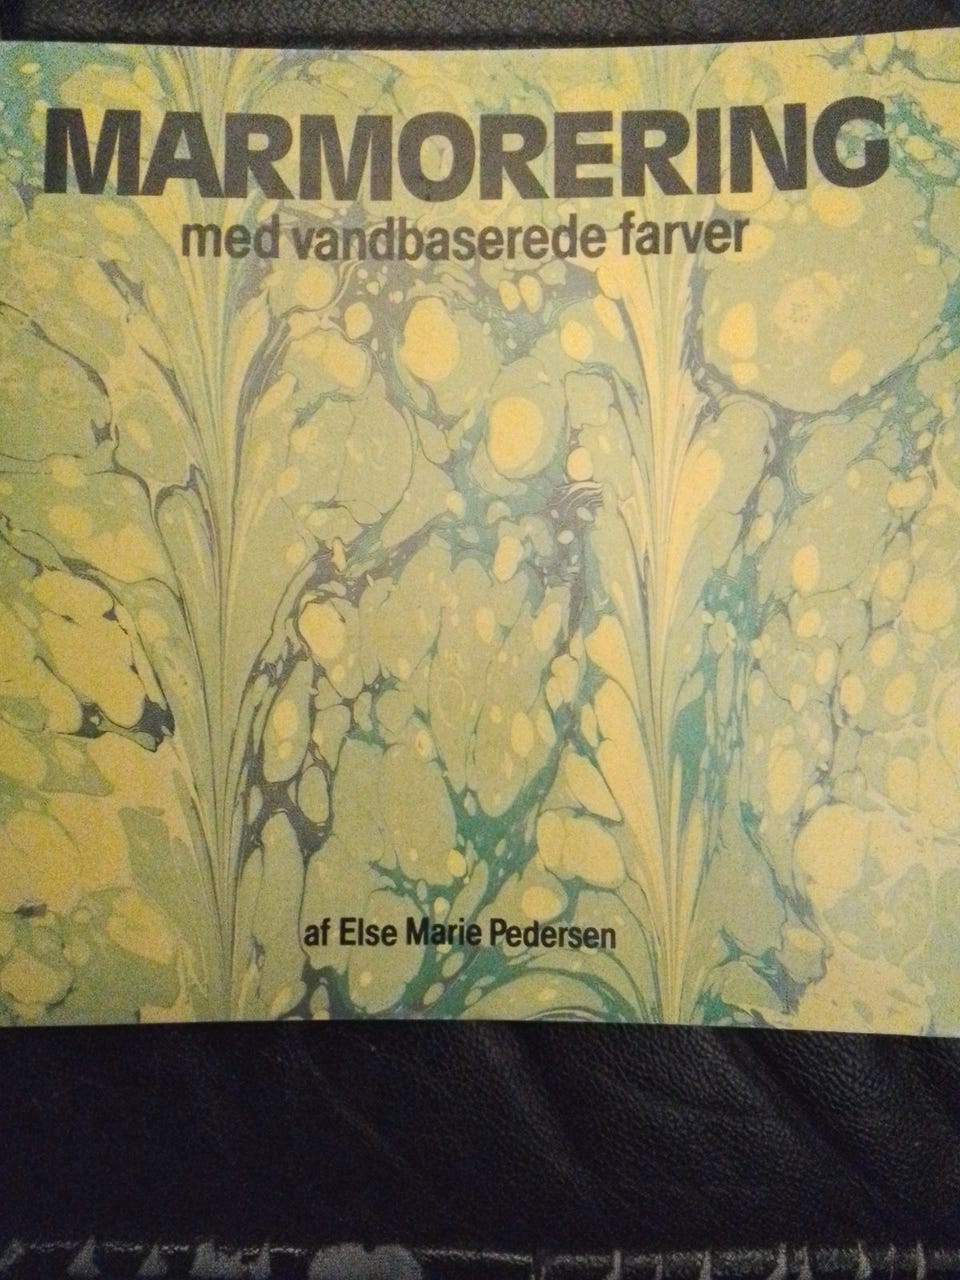 MARMORERING
med vandbaserede farver
af Else Marie Pedersen